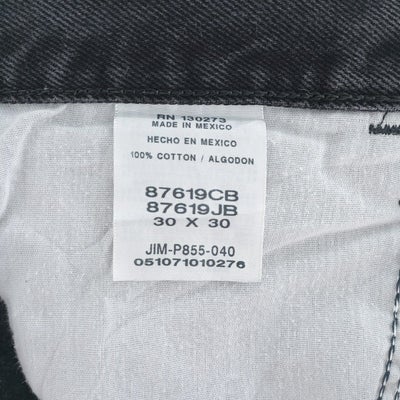 RN 130273
MADE IN MEXICO
HECHO EN MEXICO
100% COTTON / ALGODON
87619CB
87619JB
30 X 30
JIM-P855-040
051071010276